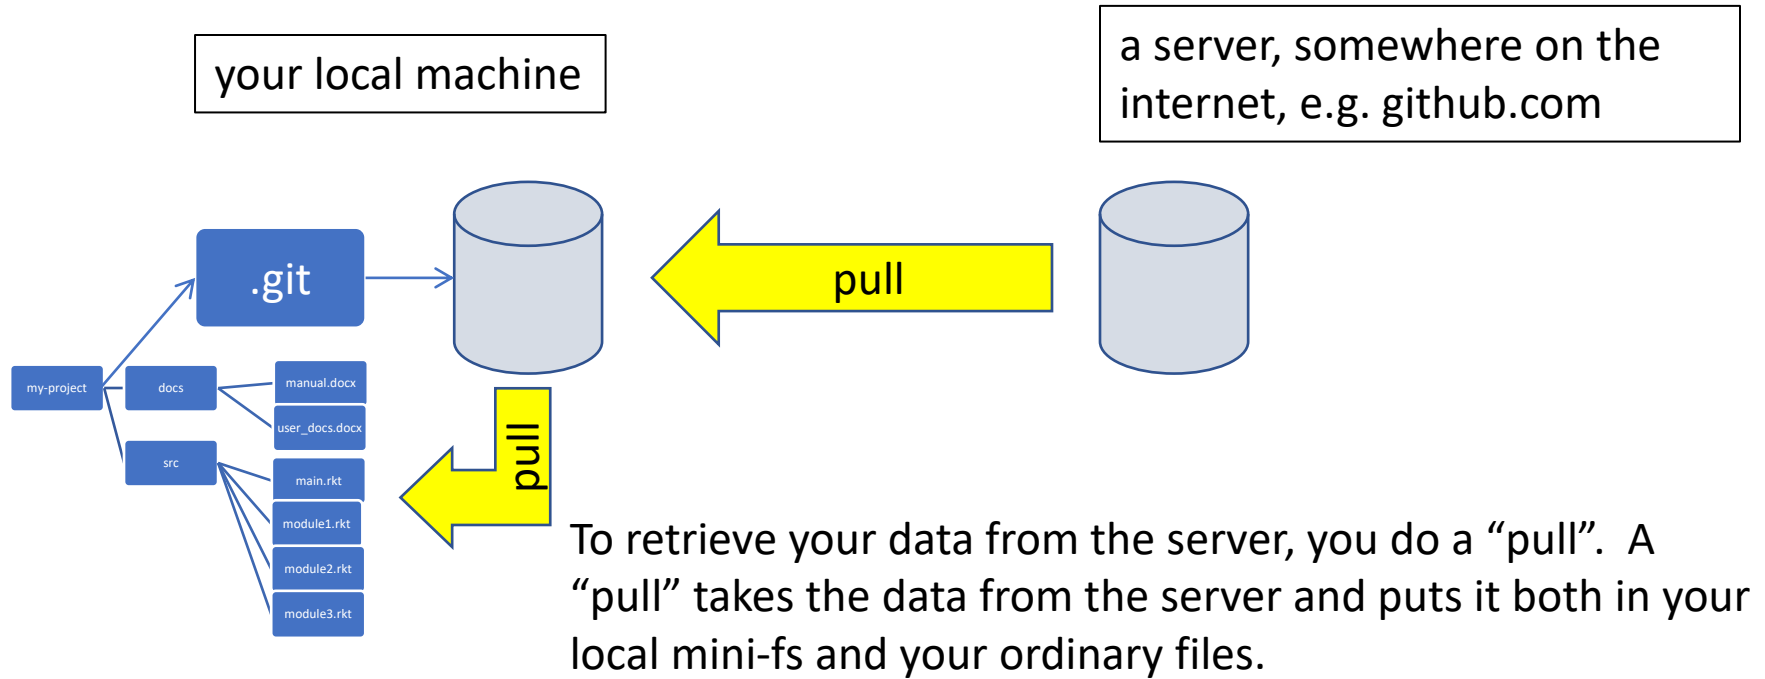 your local machine
a server, somewhere on the
internet, e.g. github.com
.git
pull
my-project
docs
manual.docx
user_docs.docx
src
main.rkt
module1.rkt
module2.rkt
module3.rkt
pull
To retrieve your data from the server, you do a “pull”.  A
“pull” takes the data from the server and puts it both in your
local mini-fs and your ordinary files.